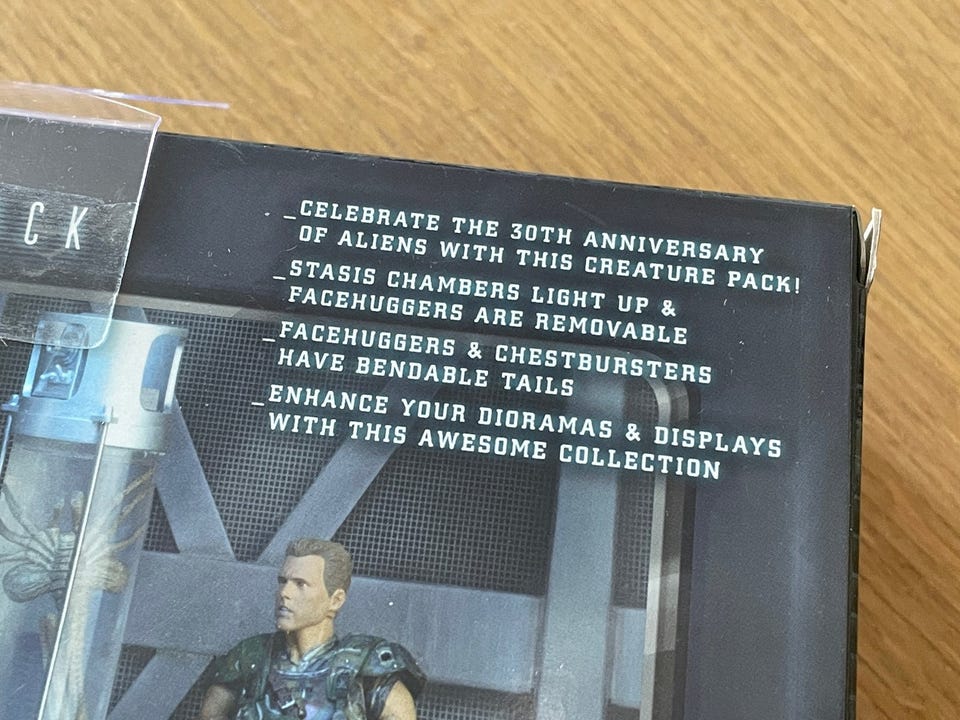 CK
_CELEBRATE THE 30TH ANNIVERSARY
OF ALIENS WITH THIS CREATURE PACK!
_STASIS CHAMBERS LIGHT UP &
FACEHUGGERS ARE REMOVABLE
_FACEHUGGERS & CHESTBURSTERS
HAVE BENDABLE TAILS
_ENHANCE YOUR DIORAMAS & DISPLAYS
WITH THIS AWESOME COLLECTION